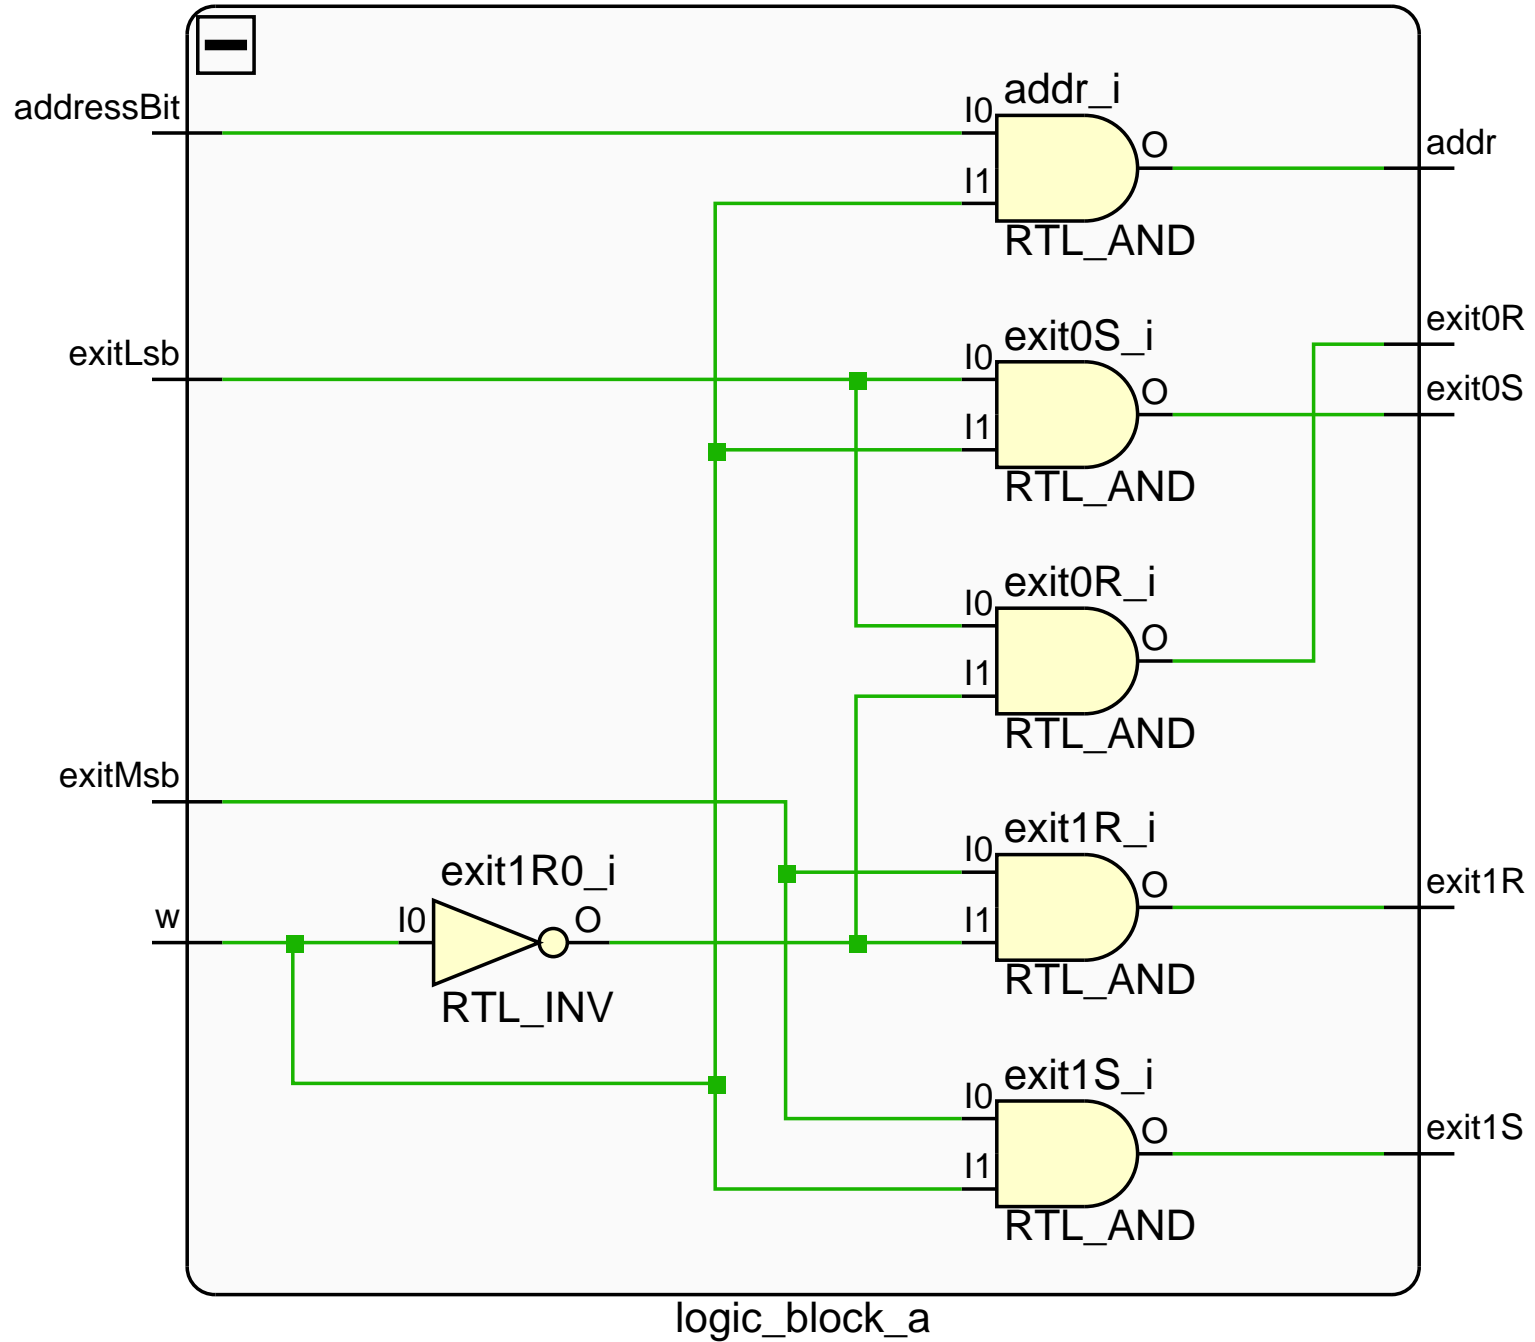 addr_i
addressBit
I0
O
addr
I1
RTL_AND
exit0R
exit0S_i
exitLsb
I0
O
exit0S
I1
RTL_AND
exit0R_i
I0
O
I1
RTL_AND
exitMsb
exit1R_i
I0
exit1R0_i
O
exit1R
w
I0
O
I1
RTL_AND
RTL_INV
exit1S_i
I0
O
exit1S
I1
RTL_AND
logic_block_a